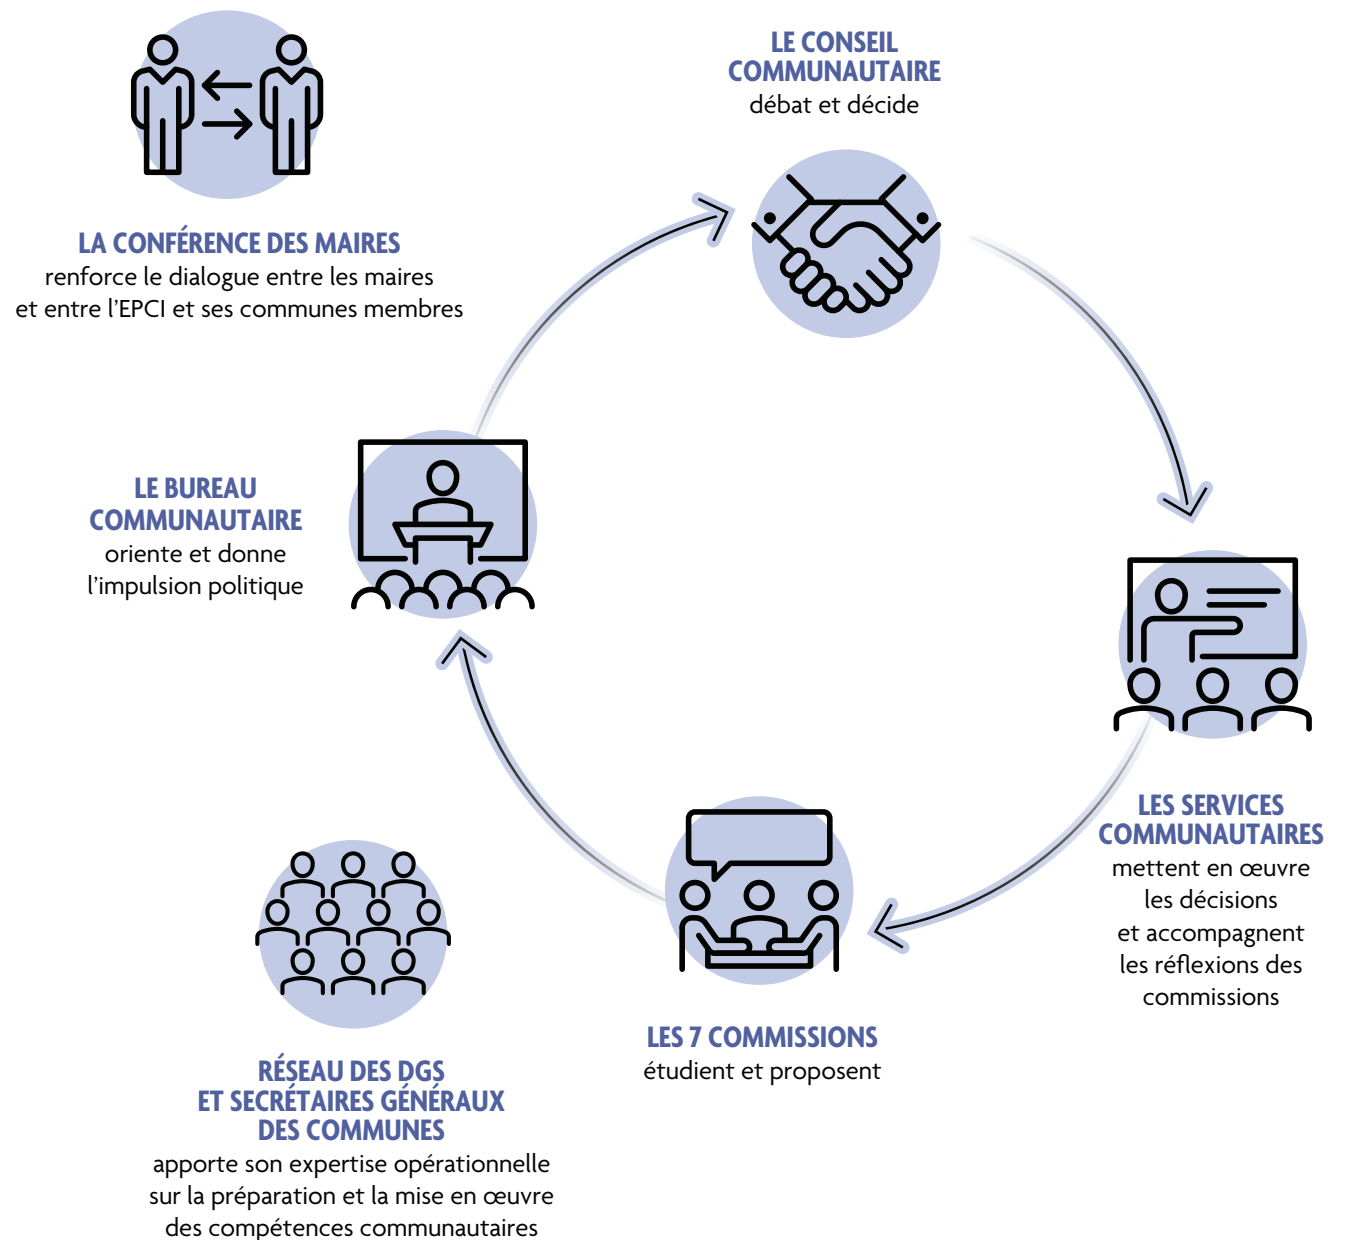 LE CONSEIL
COMMUNAUTAIRE
débat et décide
LA CONFÉRENCE DES MAIRES
renforce le dialogue entre les maires
et entre l’EPCI et ses communes membres
LE BUREAU
COMMUNAUTAIRE
oriente et donne
l’impulsion politique
LES SERVICES
COMMUNAUTAIRES
mettent en œuvre
les décisions
et accompagnent
les réflexions des
commissions
LES 7 COMMISSIONS
étudient et proposent
RÉSEAU DES DGS
ET SECRÉTAIRES GÉNÉRAUX
DES COMMUNES
apporte son expertise opérationnelle
sur la préparation et la mise en œuvre
des compétences communautaires